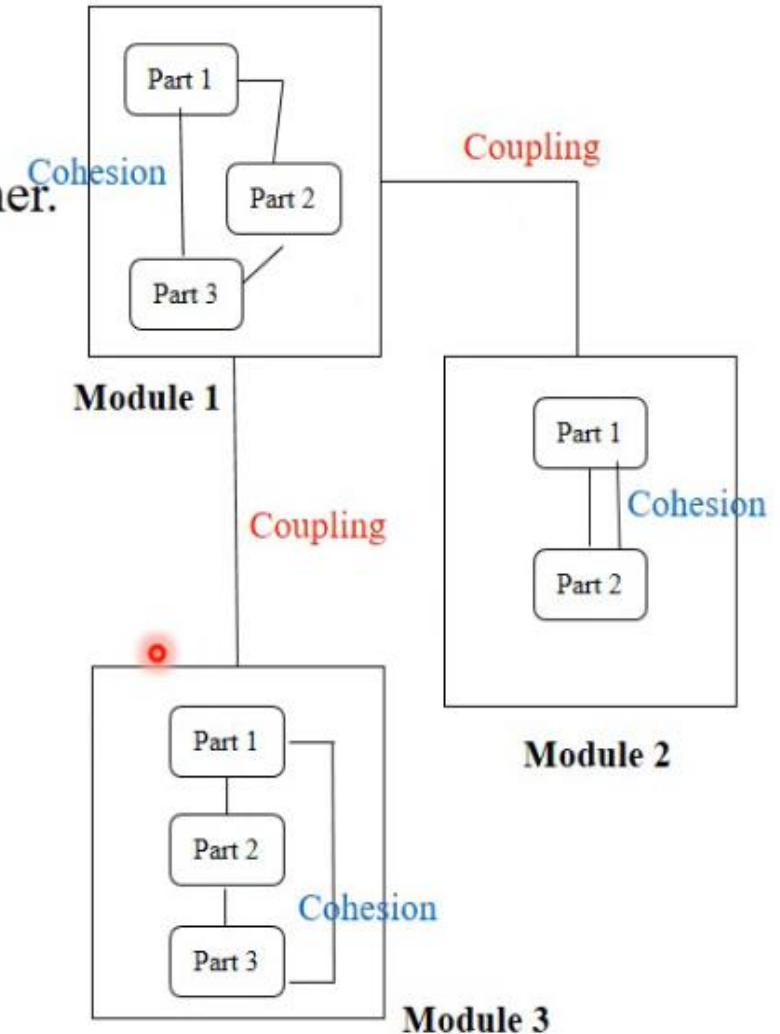 Part 1
Coupling
Cohesion
ner.
Part 2
Part 3
Module 1
Part 1
Cohesion
Coupling
Part 2
Part 1
Module 2
Part 2
Cohesion
Part 3
Module 3